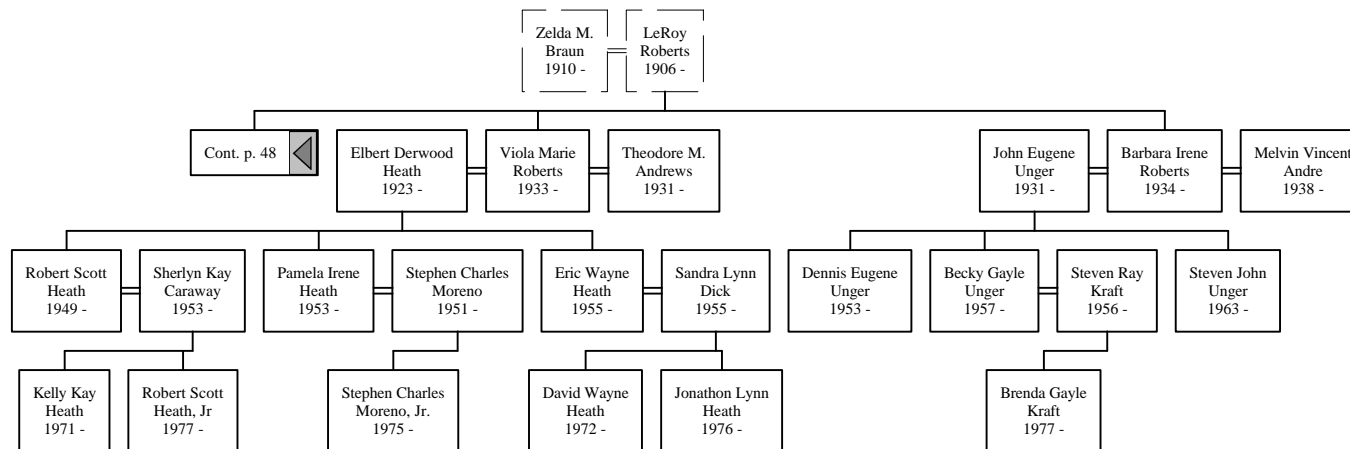 Zelda M.
Braun
1910 -
LeRoy
Roberts
1906 -
Cont. p. 48
Elbert Derwood
Heath
1923 -
Viola Marie
Roberts
1933 -
Theodore M.
Andrews
1931 -
John Eugene
Unger
1931 -
Barbara Irene
Roberts
1934 -
Melvin Vincent
Andre
1938 -
Robert Scott
Heath
1949 -
Sherlyn Kay
Caraway
1953 -
Pamela Irene
Heath
1953 -
Stephen Charles
Moreno
1951 -
Eric Wayne
Heath
1955 -
Sandra Lynn
Dick
1955 -
Dennis Eugene
Unger
1953 -
Becky Gayle
Unger
1957 -
Steven Ray
Kraft
1956 -
Steven John
Unger
1963 -
Kelly Kay
Heath
1971 -
Robert Scott
Heath, Jr
1977 -
Stephen Charles
Moreno, Jr.
1975 -
David Wayne
Heath
1972 -
Jonathon Lynn
Heath
1976 -
Brenda Gayle
Kraft
1977 -